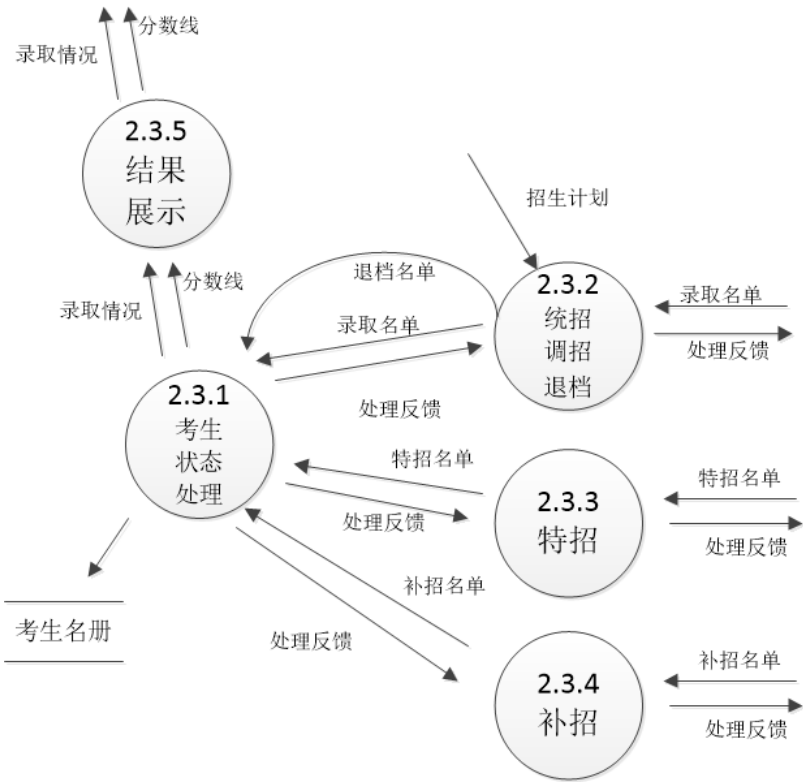 分数线
录取情况
2.3.5
结果
展示
招生计划
分数线
录取情况
退档名单
录取名单
处理反馈
2.3.2
统招
调招
退档
录取名单
处理反馈
2.3.1
考生
状态
处理
特招名单
处理反馈
2.3.3
特招
特招名单
处理反馈
考生名册
补招名单
处理反馈
2.3.4
补招
补招名单
处理反馈